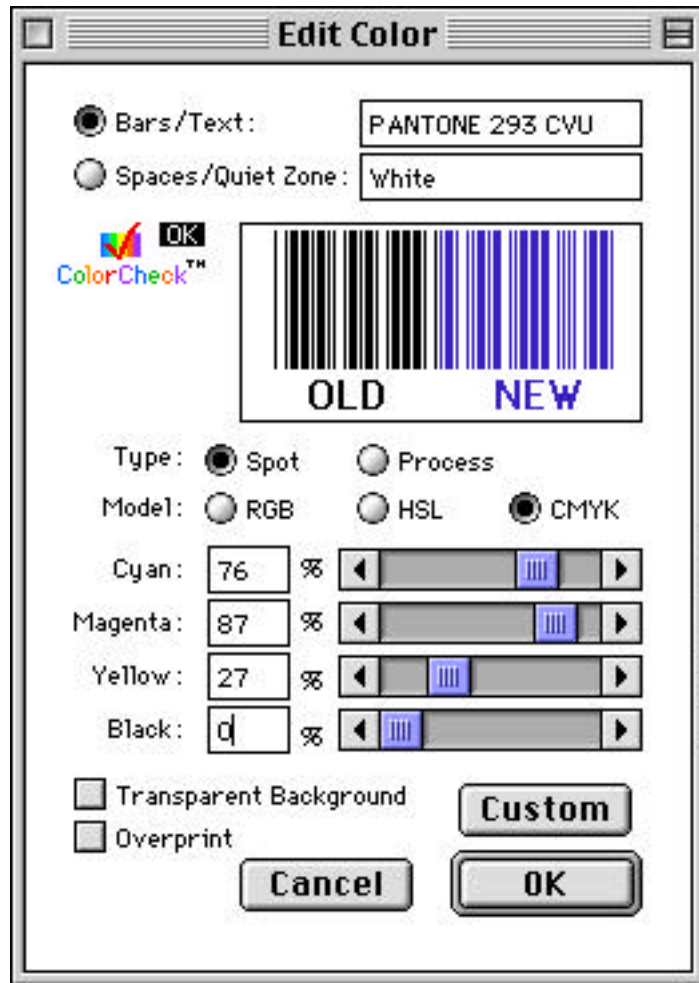 Edit Color
Bars/Text: PANTONE 293 CVU
Spaces/Quiet Zone: White
OK
ColorCheck™
OLD NEW
Type: Spot Process
Model: RGB HSL CMYK
Cyan: 76 %
Magenta: 87 %
Yellow: 27 %
Black: 0 %
Transparent Background
Custom
Overprint
Cancel OK